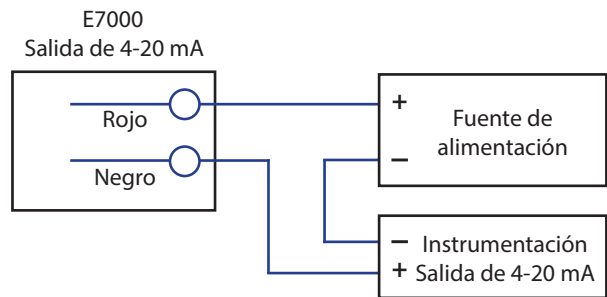 E7000
Salida de 4-20 mA
Rojo
Negro
+
Fuente de
alimentación
−
− Instrumentación
+ Salida de 4-20 mA